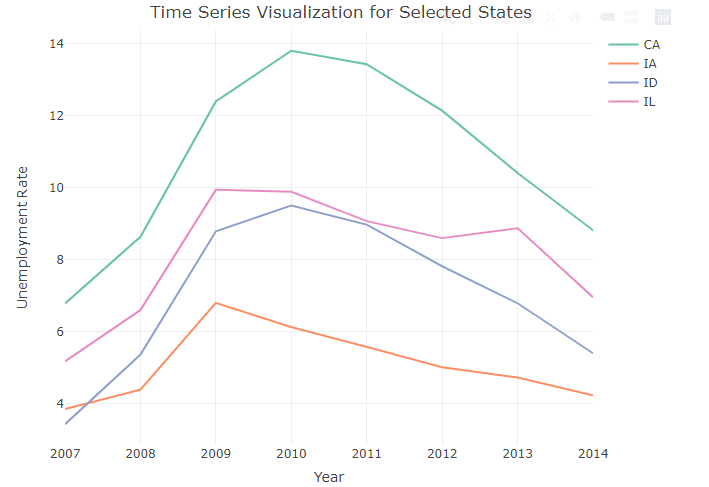 Time Series Visualization for Selected States
CA
IA
ID
IL
Unemployment Rate
14
12
10
8
6
4
2007 2008 2009 2010 2011 2012 2013 2014
Year